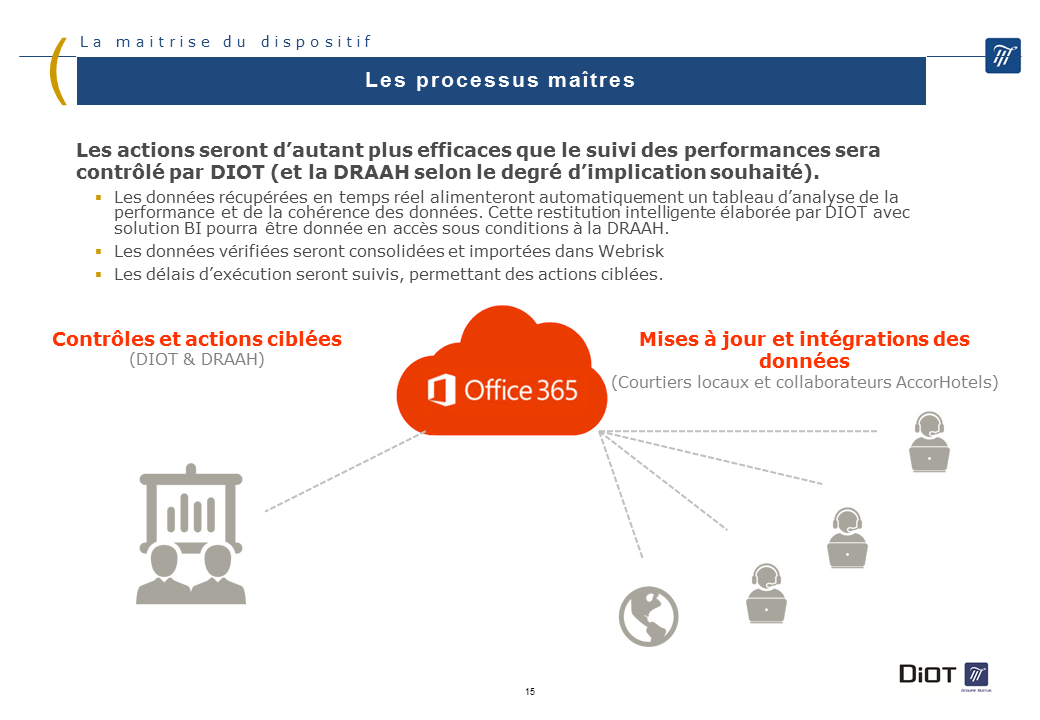 La maitrise du dispositif
Les processus maîtres
Les actions seront d’autant plus efficaces que le suivi des performances sera
contrôlé par DIOT (et la DRAAH selon le degré d’implication souhaité).
Les données récupérées en temps réel alimenteront automatiquement un tableau d’analyse de la
performance et de la cohérence des données. Cette restitution intelligente élaborée par DIOT avec
solution BI pourra être donnée en accès sous conditions à la DRAAH.
Les données vérifiées seront consolidées et importées dans Webrisk
Les délais d’exécution seront suivis, permettant des actions ciblées.
Contrôles et actions ciblées
(DIOT & DRAAH)
Office 365
Mises à jour et intégrations des
données
(Courtiers locaux et collaborateurs AccorHotels)
DiOT
Groupe Burrus
15